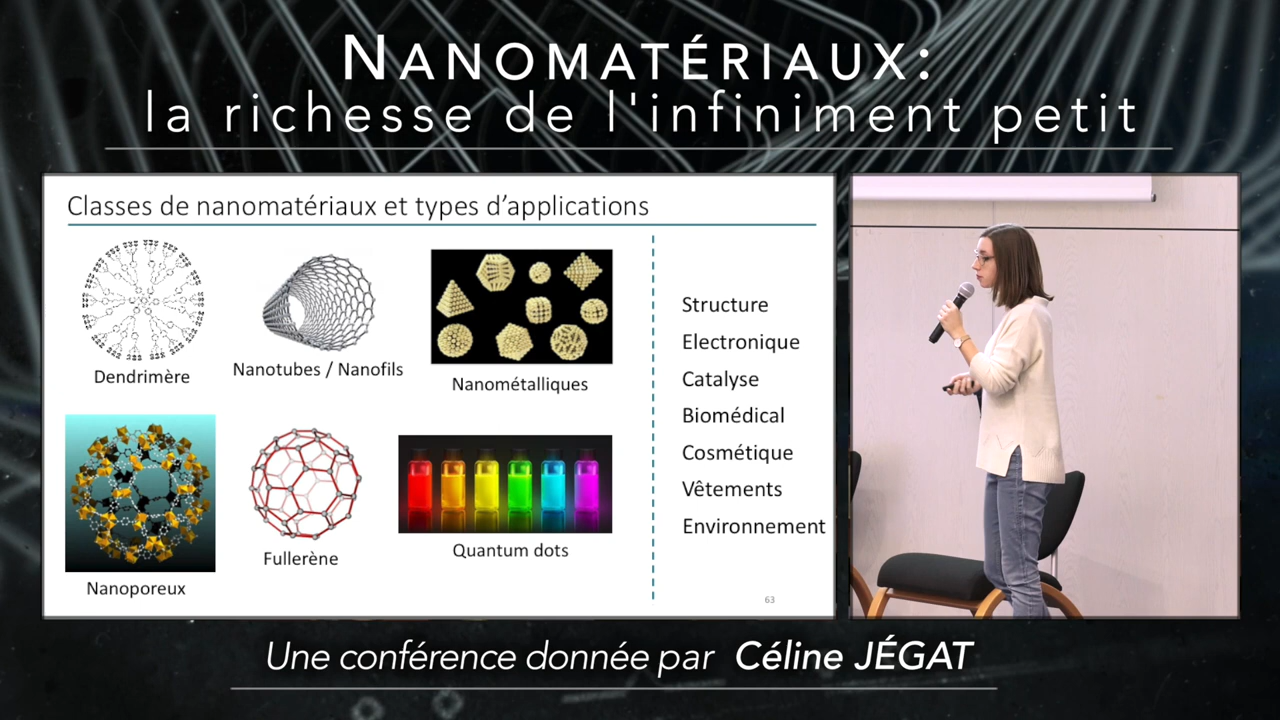 NANOMATÉRIAUX:
la richesse de l'infiniment petit
Classes de nanomatériaux et types d’applications
Dendrimère
Nanotubes / Nanofils
Nanométalliques
Nanoporeux
Fullerène
Quantum dots
Structure
Electronique
Catalyse
Biomédical
Cosmétique
Vêtements
Environnement
63
Une conférence donnée par Céline JÉGAT